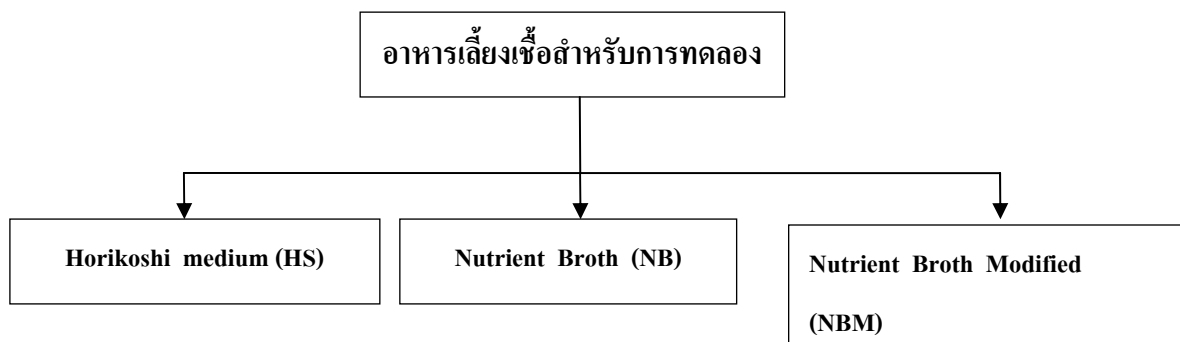 อาหารเลี้ยงเชื้อสำหรับการทดลอง
Horikoshi medium (HS)
Nutrient Broth (NB)
Nutrient Broth Modified
(NBM)